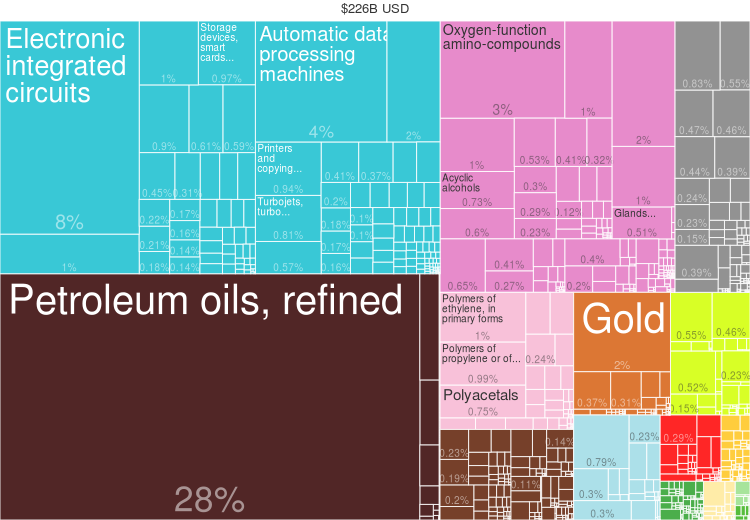 $226B USD
Electronic
integrated
circuits
8%
1%
1%
Storage
devices,
smart
cards...
0.97%
0.9%
0.61%
0.59%
0.45%
0.31%
0.22%
0.17%
0.16%
0.21%
0.18%
0.14%
Automatic data
processing
machines
4%
2%
Printers
and
copying...
0.94%
0.41%
0.37%
Turbojets,
turbo...
0.81%
0.57%
0.2%
0.18%
0.1%
0.1%
0.17%
0.16%
Petroleum oils, refined
28%
Oxygen-function
amino-compounds
3%
1%
2%
1%
1%
0.53%
0.41%
0.32%
Acyclic
alcohols
0.73%
0.3%
0.29%
0.12%
0.6%
0.23%
Glands...
0.51%
0.65%
0.41%
0.27%
0.4%
0.2%
0.83%
0.55%
0.47%
0.46%
0.44%
0.39%
0.24%
0.23%
0.15%
0.39%
Polymers of
ethylene, in
primary forms
1%
Polymers of
propylene or of...
0.99%
0.24%
Polyacetals
0.75%
Gold
2%
0.37%
0.31%
0.55%
0.46%
0.52%
0.23%
0.15%
0.23%
0.19%
0.2%
0.11%
0.14%
0.79%
0.23%
0.3%
0.3%
0.29%